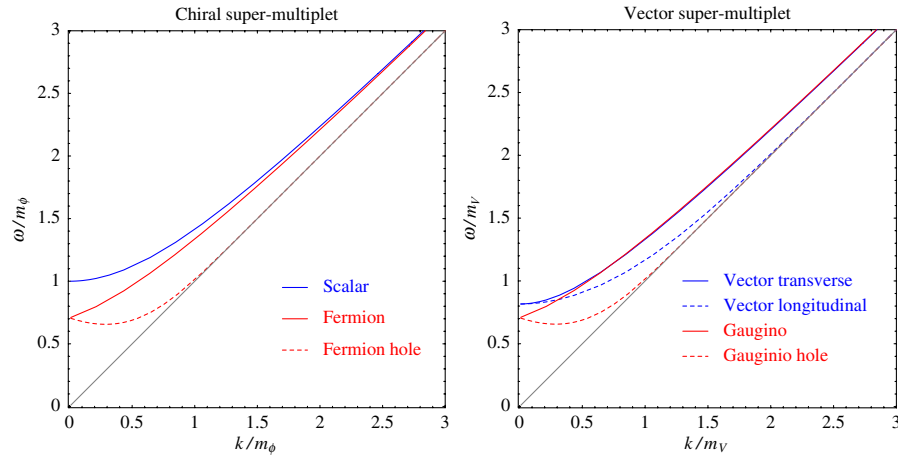 Chiral super-multiplet
3
2.5
2
1.5
1
0.5
0
ω/mϕ
Scalar
Fermion
Fermion hole
0 0.5 1 1.5 2 2.5 3
k/mϕ
Vector super-multiplet
3
2.5
2
1.5
1
0.5
0
ω/mV
Vector transverse
Vector longitudinal
Gaugino
Gauginio hole
0 0.5 1 1.5 2 2.5 3
k/mV